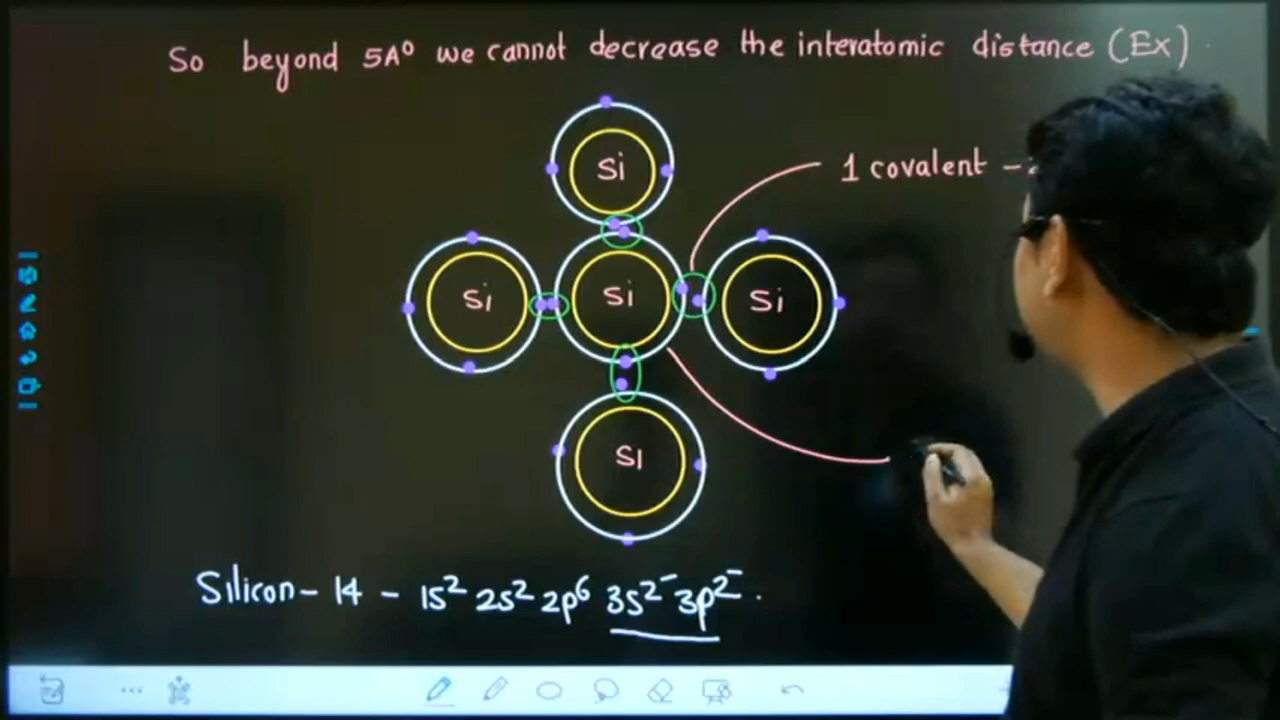 So beyond 5A° we cannot decrease the interatomic distance (Ex)
Si
1 covalent -
Si
Si
Si
Si
Silicon - 14 - 1s² 2s² 2p⁶ 3s²⁻ 3p²⁻.